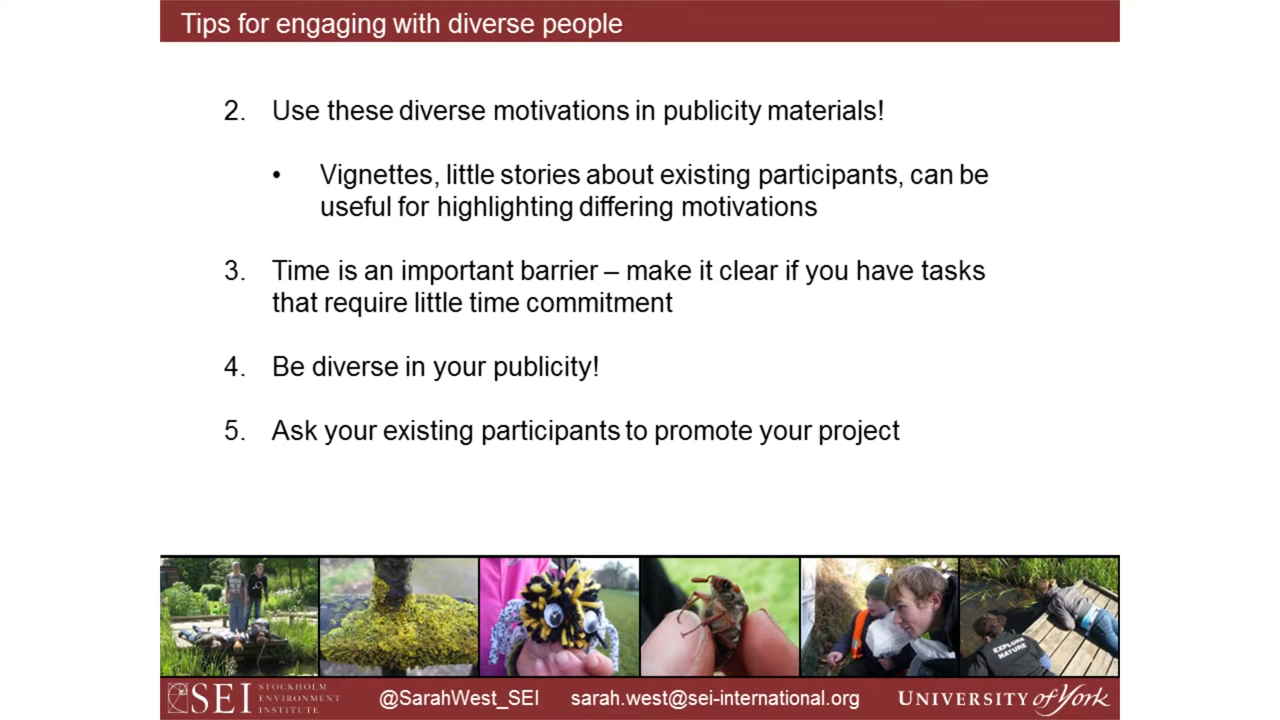 Tips for engaging with diverse people
2. Use these diverse motivations in publicity materials!
• Vignettes, little stories about existing participants, can be
useful for highlighting differing motivations
3. Time is an important barrier – make it clear if you have tasks
that require little time commitment
4. Be diverse in your publicity!
5. Ask your existing participants to promote your project
EXPLORE
NATURE
SEI STOCKHOLM
ENVIRONMENT
INSTITUTE
@SarahWest_SEI sarah.west@sei-international.org
UNIVERSITY of York